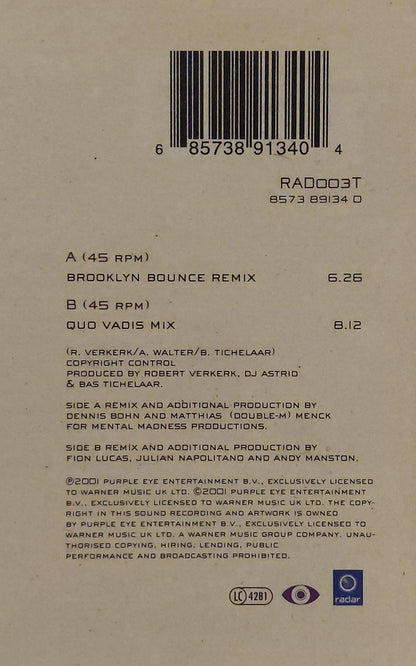 6 85738 91340 4
RAD003T
8573 89134 0
A (45 RPM)
BROOKLYN BOUNCE REMIX 6.26
B (45 RPM)
QUO VADIS MIX 8.12
(R. VERKERK/A. WALTER/B. TICHELAAR)
COPYRIGHT CONTROL
PRODUCED BY ROBERT VERKERK, DJ ASTRID
& BAS TICHELAAR.
SIDE A REMIX AND ADDITIONAL PRODUCTION BY
DENNIS BOHN AND MATTHIAS (DOUBLE-M) MENCK
FOR MENTAL MADNESS PRODUCTIONS.
SIDE B REMIX AND ADDITIONAL PRODUCTION BY
FION LUCAS, JULIAN NAPOLITANO AND ANDY MANSTON.
℗2001 PURPLE EYE ENTERTAINMENT B.V., EXCLUSIVELY LICENSED
TO WARNER MUSIC UK LTD. ©2001 PURPLE EYE ENTERTAINMENT
B.V., EXCLUSIVELY LICENSED TO WARNER MUSIC UK LTD. THE COPY-
RIGHT IN THIS SOUND RECORDING AND ARTWORK IS OWNED
BY PURPLE EYE ENTERTAINMENT B.V., EXCLUSIVELY LICENSED TO
WARNER MUSIC UK LTD. A WARNER MUSIC GROUP COMPANY. UNAU-
THORISED COPYING, HIRING, LENDING, PUBLIC
PERFORMANCE AND BROADCASTING PROHIBITED.
LC 4281
radar